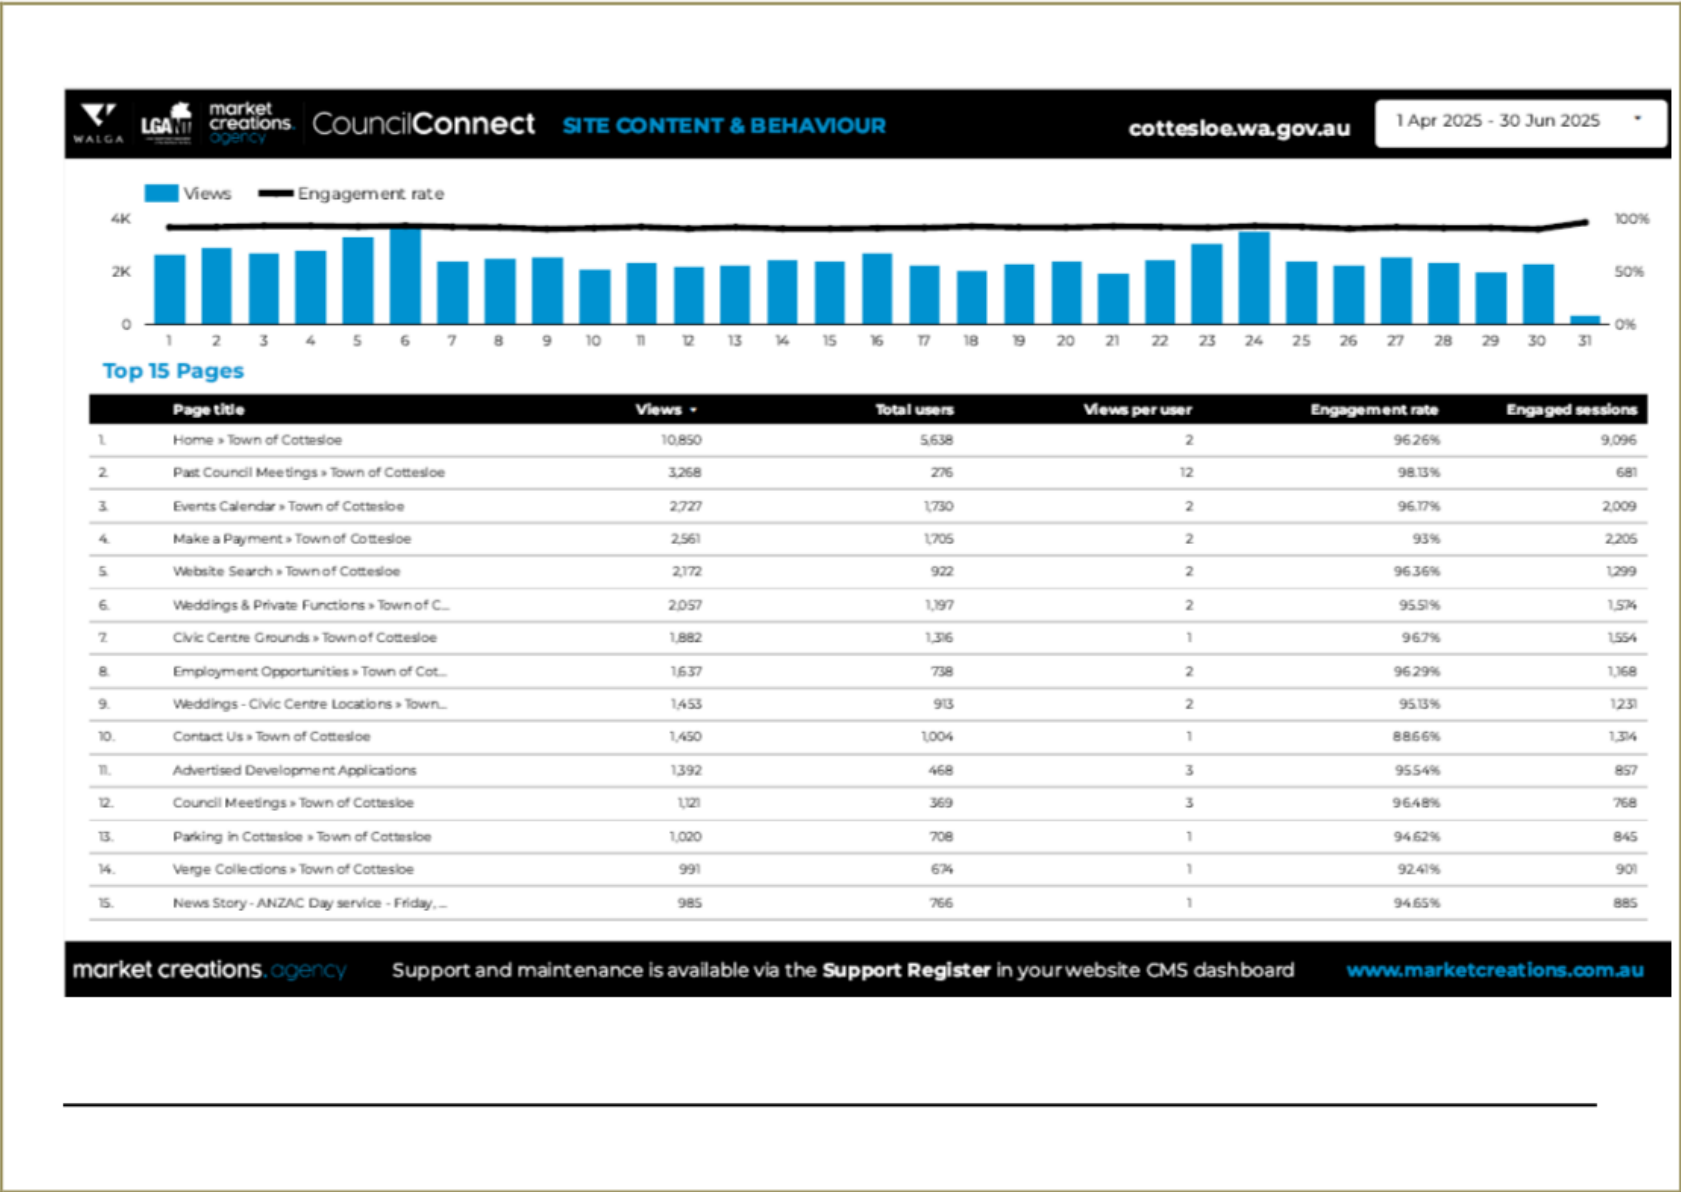 WALGA LGANT market creations agency CouncilConnect SITE CONTENT & BEHAVIOUR cottesloe.wa.gov.au 1 Apr 2025 - 30 Jun 2025
Views Engagement rate
4K 100%
2K 50%
0 0%
1 2 3 4 5 6 7 8 9 10 11 12 13 14 15 16 17 18 19 20 21 22 23 24 25 26 27 28 29 30 31
Top 15 Pages
Page title Views Total users Views per user Engagement rate Engaged sessions
1. Home » Town of Cottesloe 10,850 5,638 2 96.26% 9,096
2. Past Council Meetings » Town of Cottesloe 3,268 276 12 98.13% 681
3. Events Calendar » Town of Cottesloe 2,727 1,730 2 96.17% 2,009
4. Make a Payment » Town of Cottesloe 2,561 1,705 2 93% 2,205
5. Website Search » Town of Cottesloe 2,172 922 2 96.36% 1,299
6. Weddings & Private Functions » Town of C... 2,057 1,197 2 95.51% 1,574
7. Civic Centre Grounds » Town of Cottesloe 1,882 1,316 1 96.7% 1,554
8. Employment Opportunities » Town of Cot... 1,637 738 2 96.29% 1,168
9. Weddings - Civic Centre Locations » Town... 1,453 913 2 95.13% 1,231
10. Contact Us » Town of Cottesloe 1,450 1,004 1 88.66% 1,314
11. Advertised Development Applications 1,392 468 3 95.54% 857
12. Council Meetings » Town of Cottesloe 1,121 369 3 96.48% 768
13. Parking in Cottesloe » Town of Cottesloe 1,020 708 1 94.62% 845
14. Verge Collections » Town of Cottesloe 991 674 1 92.41% 901
15. News Story - ANZAC Day service - Friday, ... 985 766 1 94.65% 885
market creations.agency Support and maintenance is available via the Support Register in your website CMS dashboard www.marketcreations.com.au